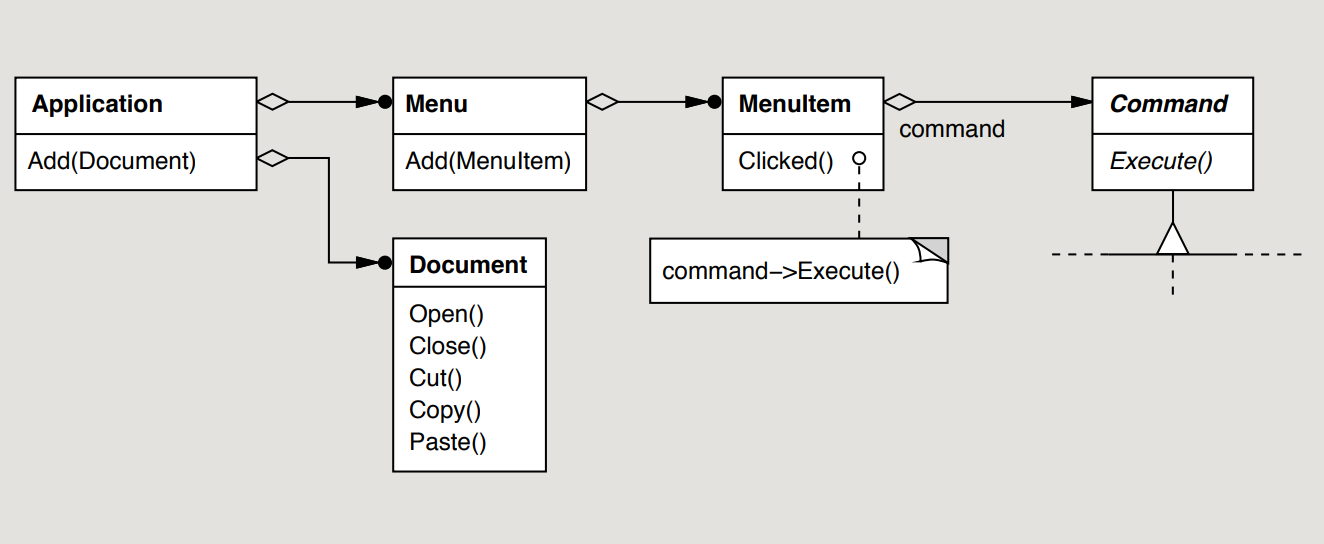 Application
Add(Document)
Menu
Add(MenuItem)
MenuItem
Clicked()
command
Command
Execute()
command–>Execute()
Document
Open()
Close()
Cut()
Copy()
Paste()